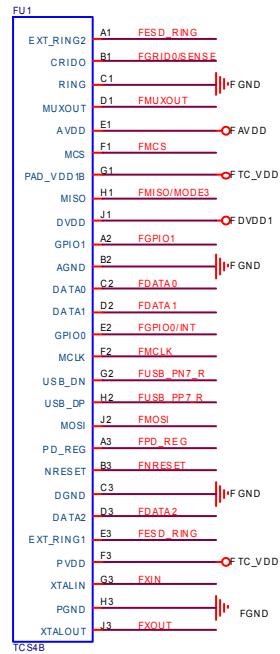 FU1
EXT_RING2 A1 FESD_RING
CRIDO B1 FGRID0/SENSE
RING C1 FGND
MUXOUT D1 FMUXOUT
AVDD E1 FAVDD
MCS F1 FMCS
PAD_VDD1B G1 FTC_VDD
MISO H1 FMISO/MODE3
DVDD J1 FDVDD1
GPIO1 A2 FGPIO1
AGND B2 FGND
DATA0 C2 FDATA0
DATA1 D2 FDATA1
GPIO0 E2 FGPIO0/INT
MCLK F2 FMCLK
USB_DN G2 FUSB_PN7_R
USB_DP H2 FUSB_PP7_R
MOSI J2 FMOSI
PD_REG A3 FPD_REG
NRESET B3 FNRESET
DGND C3 FGND
DATA2 D3 FDATA2
EXT_RING1 E3 FESD_RING
PVDD F3 FTC_VDD
XTALIN G3 FXIN
PGND H3 FGND
XTALOUT J3 FXOUT
TCS4B